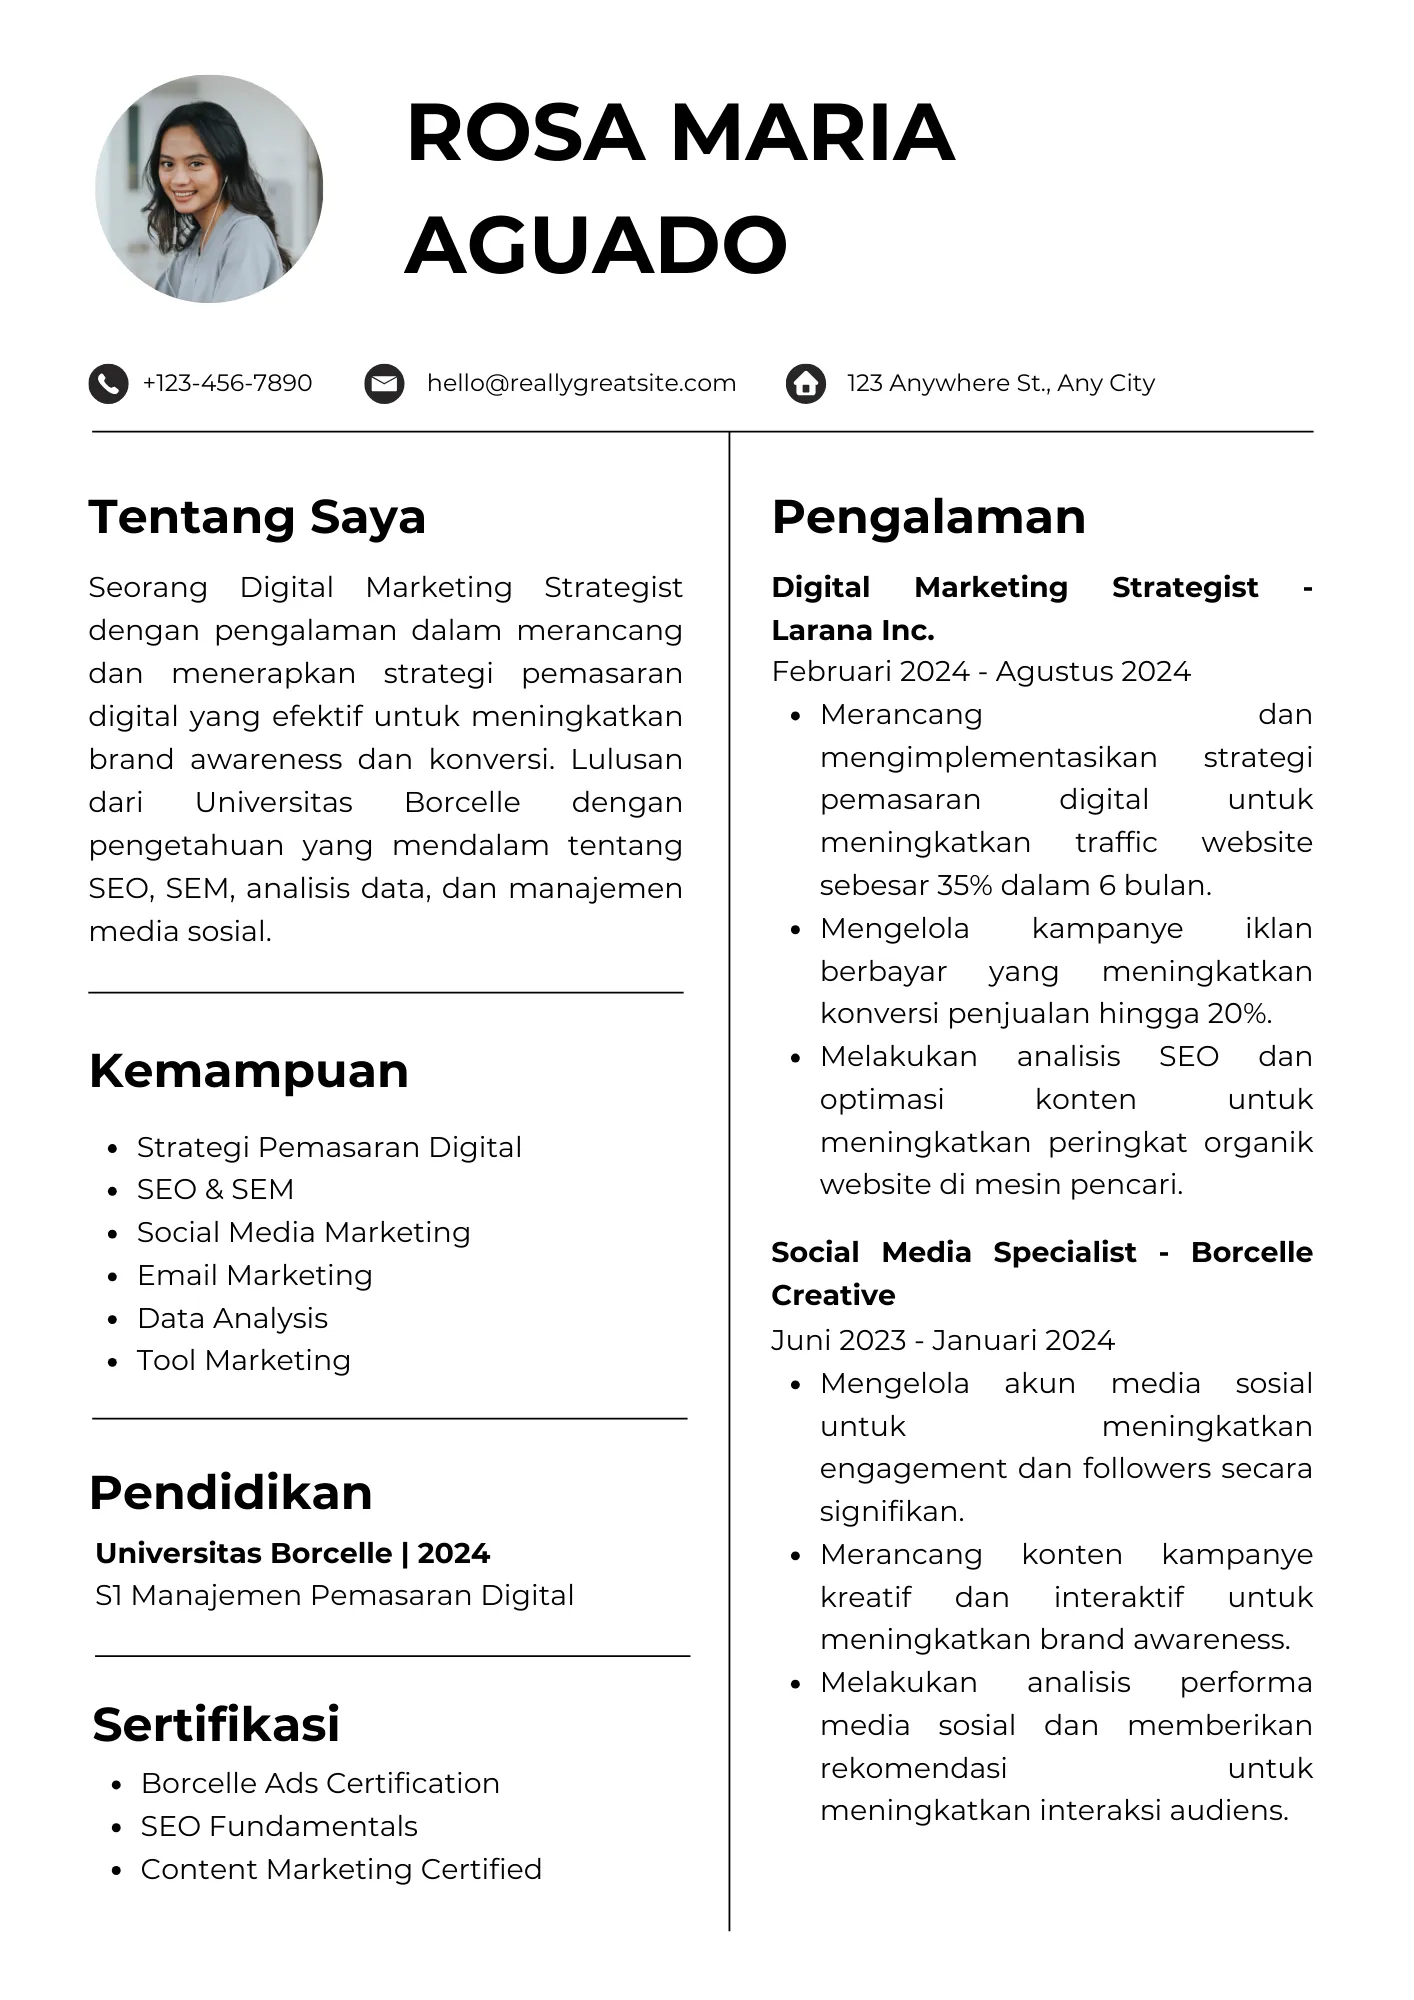 ROSA MARIA
AGUADO
+123-456-7890
hello@reallygreatsite.com
123 Anywhere St., Any City
Tentang Saya
Seorang Digital Marketing Strategist
dengan pengalaman dalam merancang
dan menerapkan strategi pemasaran
digital yang efektif untuk meningkatkan
brand awareness dan konversi. Lulusan
dari Universitas Borcelle dengan
pengetahuan yang mendalam tentang
SEO, SEM, analisis data, dan manajemen
media sosial.
Kemampuan
• Strategi Pemasaran Digital
• SEO & SEM
• Social Media Marketing
• Email Marketing
• Data Analysis
• Tool Marketing
Pendidikan
Universitas Borcelle | 2024
S1 Manajemen Pemasaran Digital
Sertifikasi
• Borcelle Ads Certification
• SEO Fundamentals
• Content Marketing Certified
Pengalaman
Digital Marketing Strategist -
Larana Inc.
Februari 2024 - Agustus 2024
• Merancang dan
mengimplementasikan strategi
pemasaran digital untuk
meningkatkan traffic website
sebesar 35% dalam 6 bulan.
• Mengelola kampanye iklan
berbayar yang meningkatkan
konversi penjualan hingga 20%.
• Melakukan analisis SEO dan
optimasi konten untuk
meningkatkan peringkat organik
website di mesin pencari.
Social Media Specialist - Borcelle
Creative
Juni 2023 - Januari 2024
• Mengelola akun media sosial
untuk meningkatkan
engagement dan followers secara
signifikan.
• Merancang konten kampanye
kreatif dan interaktif untuk
meningkatkan brand awareness.
• Melakukan analisis performa
media sosial dan memberikan
rekomendasi untuk
meningkatkan interaksi audiens.